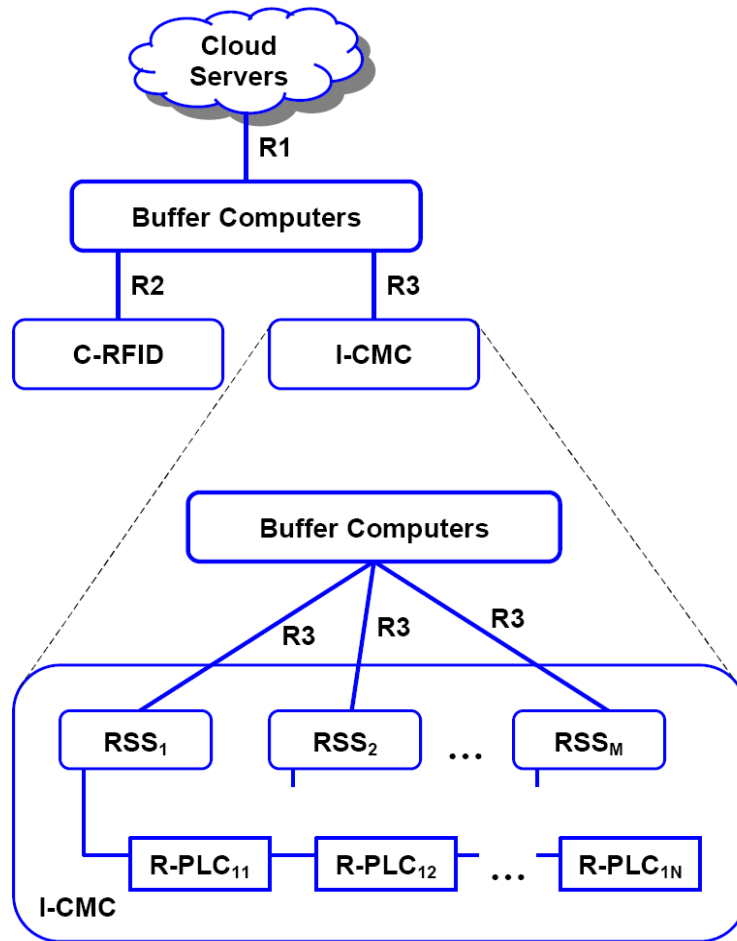 Cloud
Servers
R1
Buffer Computers
R2
R3
C-RFID
I-CMC
Buffer Computers
R3
R3
R3
RSS₁
RSS₂
...
RSS_M
R-PLC₁₁
R-PLC₁₂
...
R-PLC₁N
I-CMC